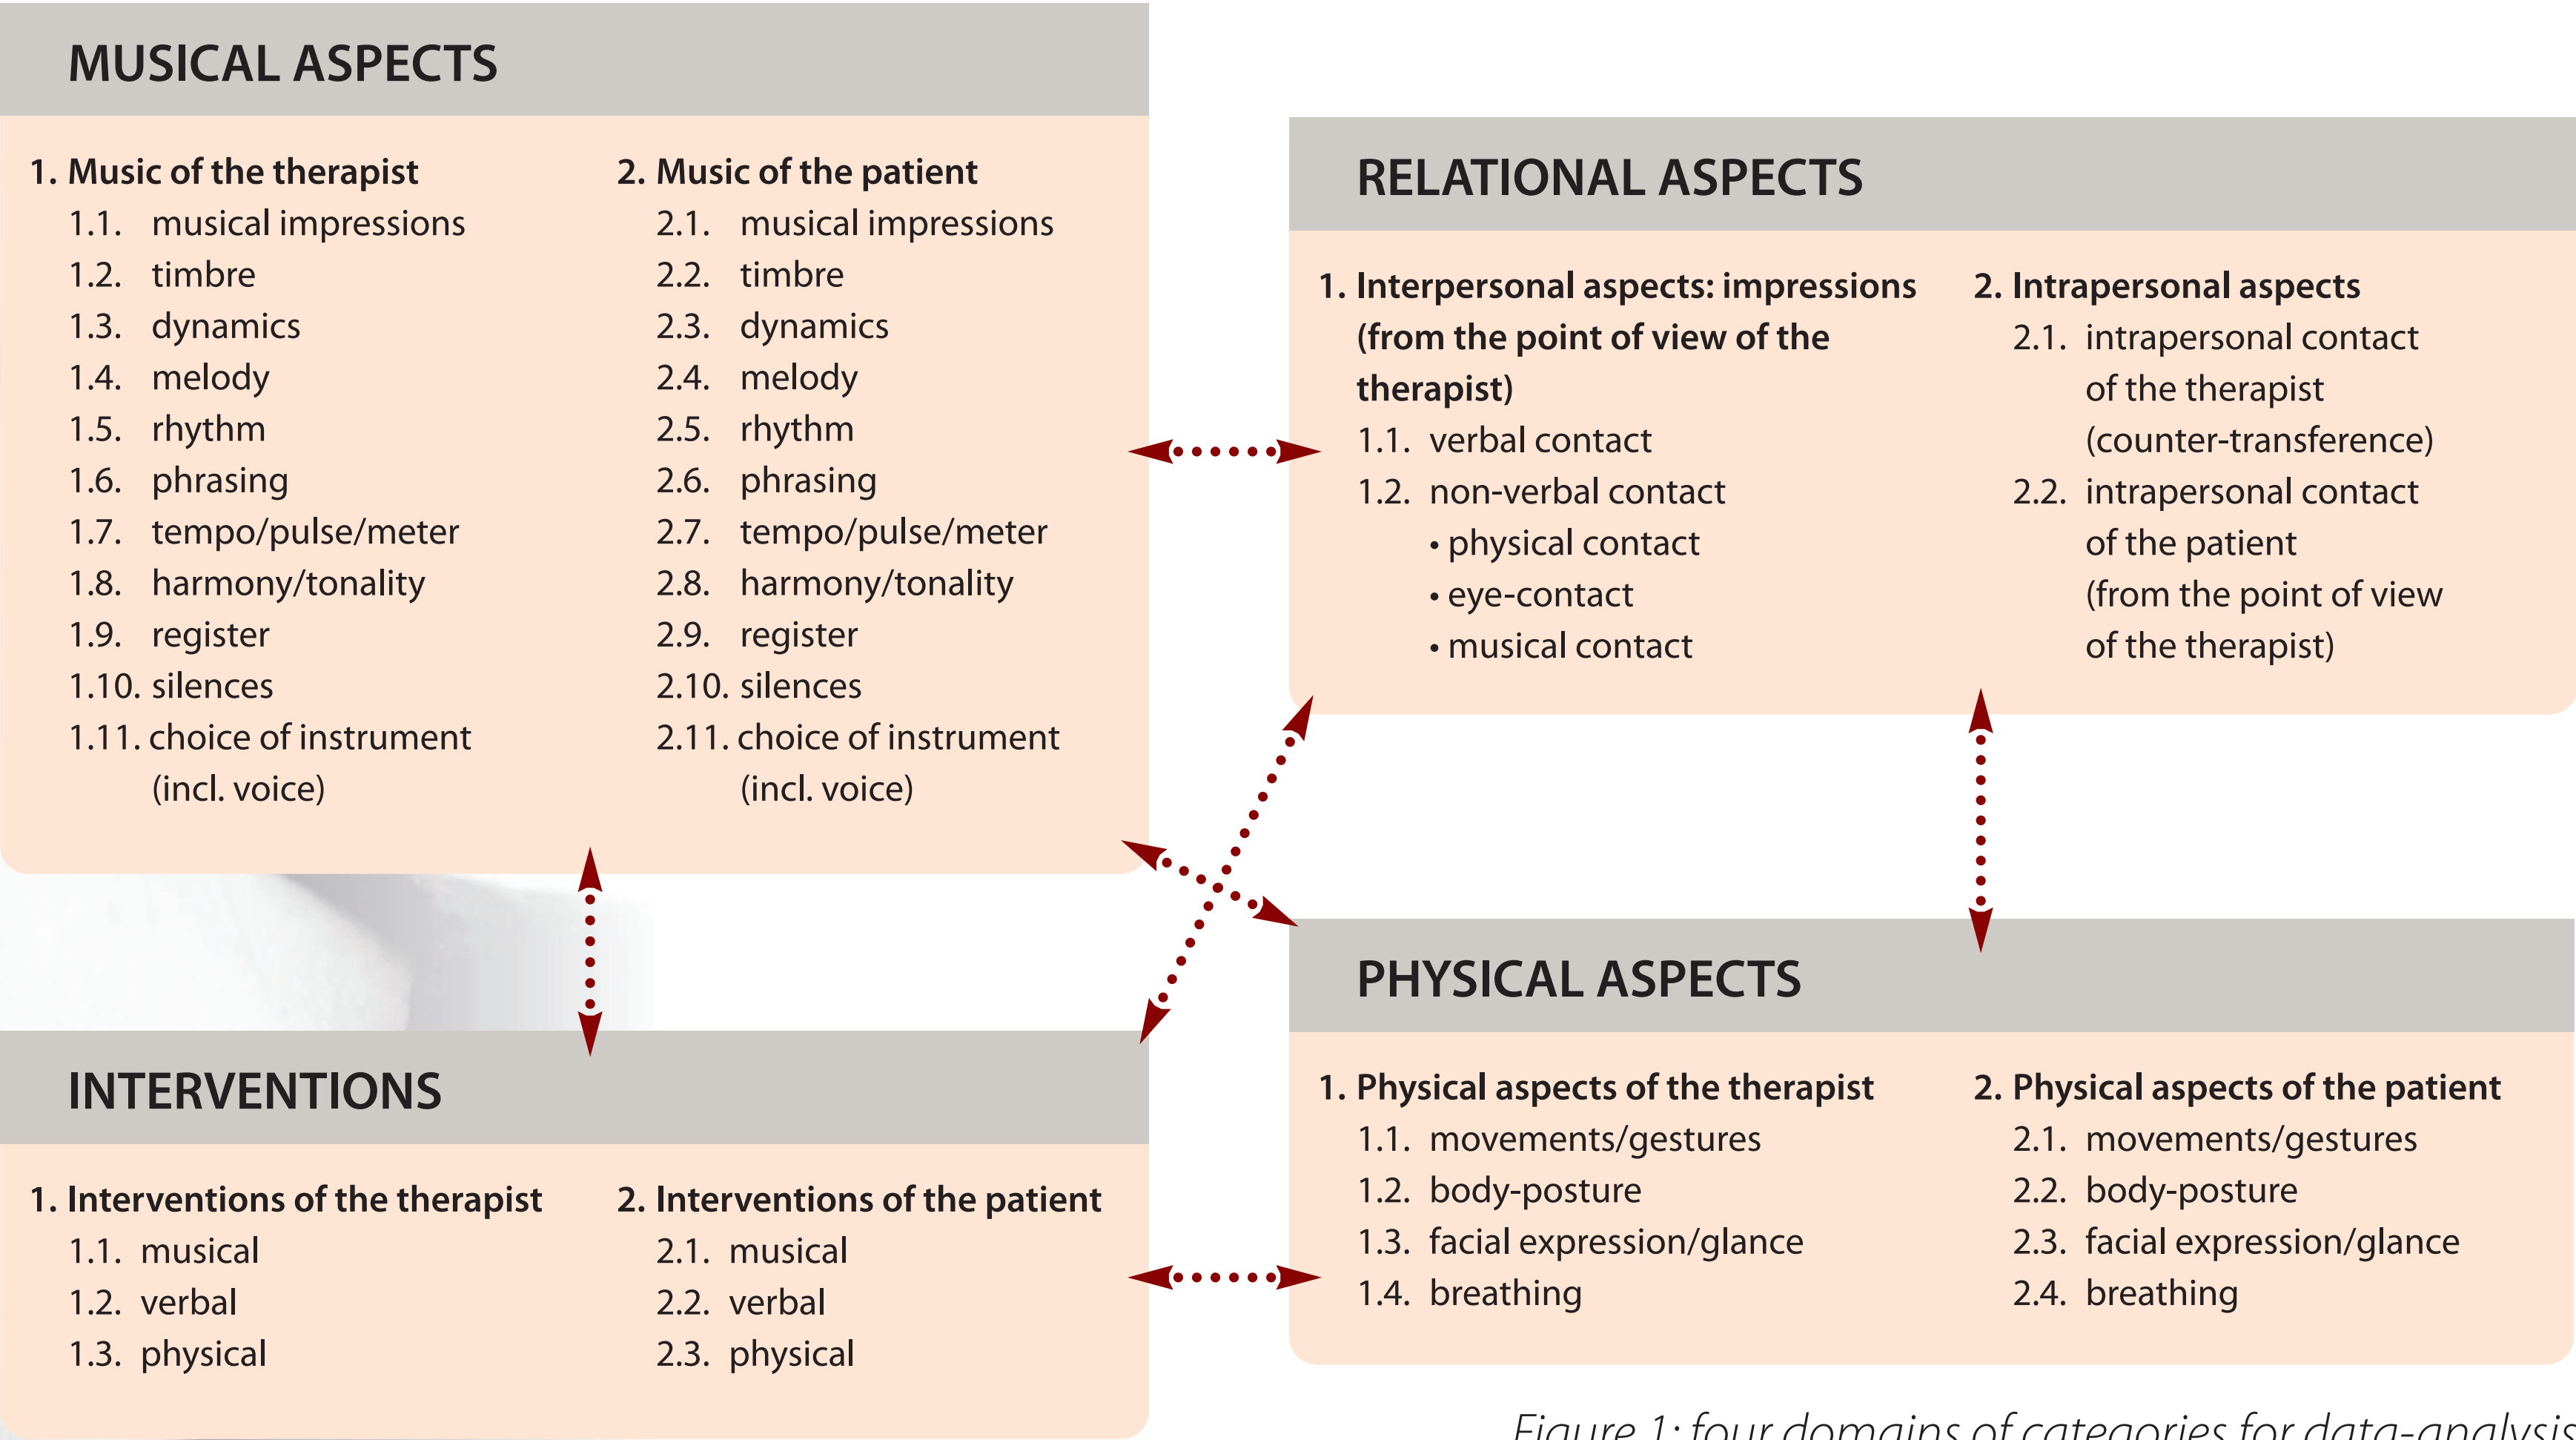 MUSICAL ASPECTS
1. Music of the therapist
1.1. musical impressions
1.2. timbre
1.3. dynamics
1.4. melody
1.5. rhythm
1.6. phrasing
1.7. tempo/pulse/meter
1.8. harmony/tonality
1.9. register
1.10. silences
1.11. choice of instrument
(incl. voice)
2. Music of the patient
2.1. musical impressions
2.2. timbre
2.3. dynamics
2.4. melody
2.5. rhythm
2.6. phrasing
2.7. tempo/pulse/meter
2.8. harmony/tonality
2.9. register
2.10. silences
2.11. choice of instrument
(incl. voice)
RELATIONAL ASPECTS
1. Interpersonal aspects: impressions
(from the point of view of the
therapist)
1.1. verbal contact
1.2. non-verbal contact
• physical contact
• eye-contact
• musical contact
2. Intrapersonal aspects
2.1. intrapersonal contact
of the therapist
(counter-transference)
2.2. intrapersonal contact
of the patient
(from the point of view
of the therapist)
INTERVENTIONS
1. Interventions of the therapist
1.1. musical
1.2. verbal
1.3. physical
2. Interventions of the patient
2.1. musical
2.2. verbal
2.3. physical
PHYSICAL ASPECTS
1. Physical aspects of the therapist
1.1. movements/gestures
1.2. body-posture
1.3. facial expression/glance
1.4. breathing
2. Physical aspects of the patient
2.1. movements/gestures
2.2. body-posture
2.3. facial expression/glance
2.4. breathing
Figure 1: four domains of categories for data-analysis